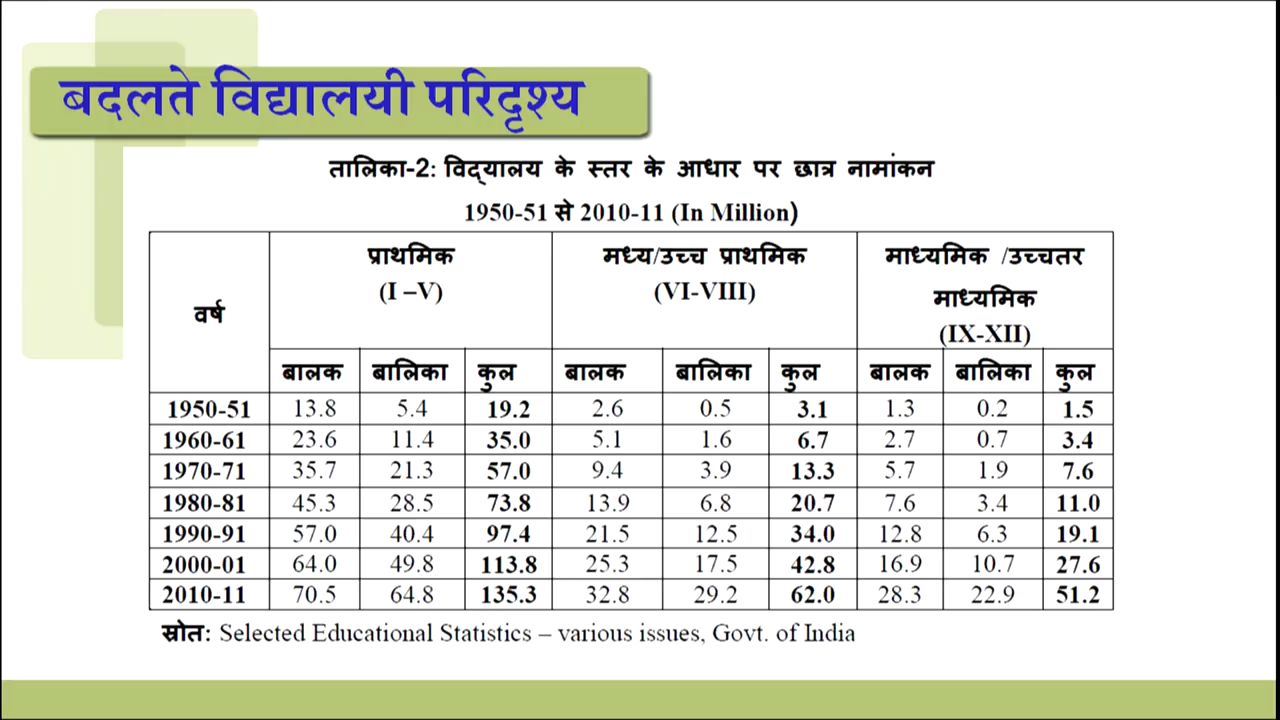 बदलते विद्यालयी परिदृश्य
तालिका-2: विद्यालय के स्तर के आधार पर छात्र नामांकन
1950-51 से 2010-11 (In Million)
वर्ष प्राथमिक (I –V) मध्य/उच्च प्राथमिक (VI-VIII) माध्यमिक /उच्चतर माध्यमिक (IX-XII)
बालक बालिका कुल बालक बालिका कुल बालक बालिका कुल
1950-51 13.8 5.4 19.2 2.6 0.5 3.1 1.3 0.2 1.5
1960-61 23.6 11.4 35.0 5.1 1.6 6.7 2.7 0.7 3.4
1970-71 35.7 21.3 57.0 9.4 3.9 13.3 5.7 1.9 7.6
1980-81 45.3 28.5 73.8 13.9 6.8 20.7 7.6 3.4 11.0
1990-91 57.0 40.4 97.4 21.5 12.5 34.0 12.8 6.3 19.1
2000-01 64.0 49.8 113.8 25.3 17.5 42.8 16.9 10.7 27.6
2010-11 70.5 64.8 135.3 32.8 29.2 62.0 28.3 22.9 51.2
स्रोत: Selected Educational Statistics – various issues, Govt. of India